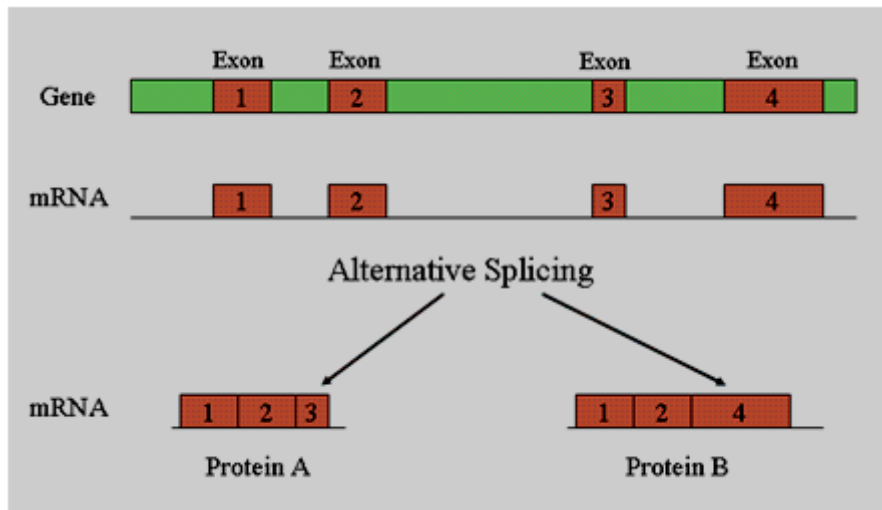 Exon Exon Exon Exon
Gene 1 2 3 4
mRNA 1 2 3 4
Alternative Splicing
mRNA 1 2 3 1 2 4
Protein A Protein B